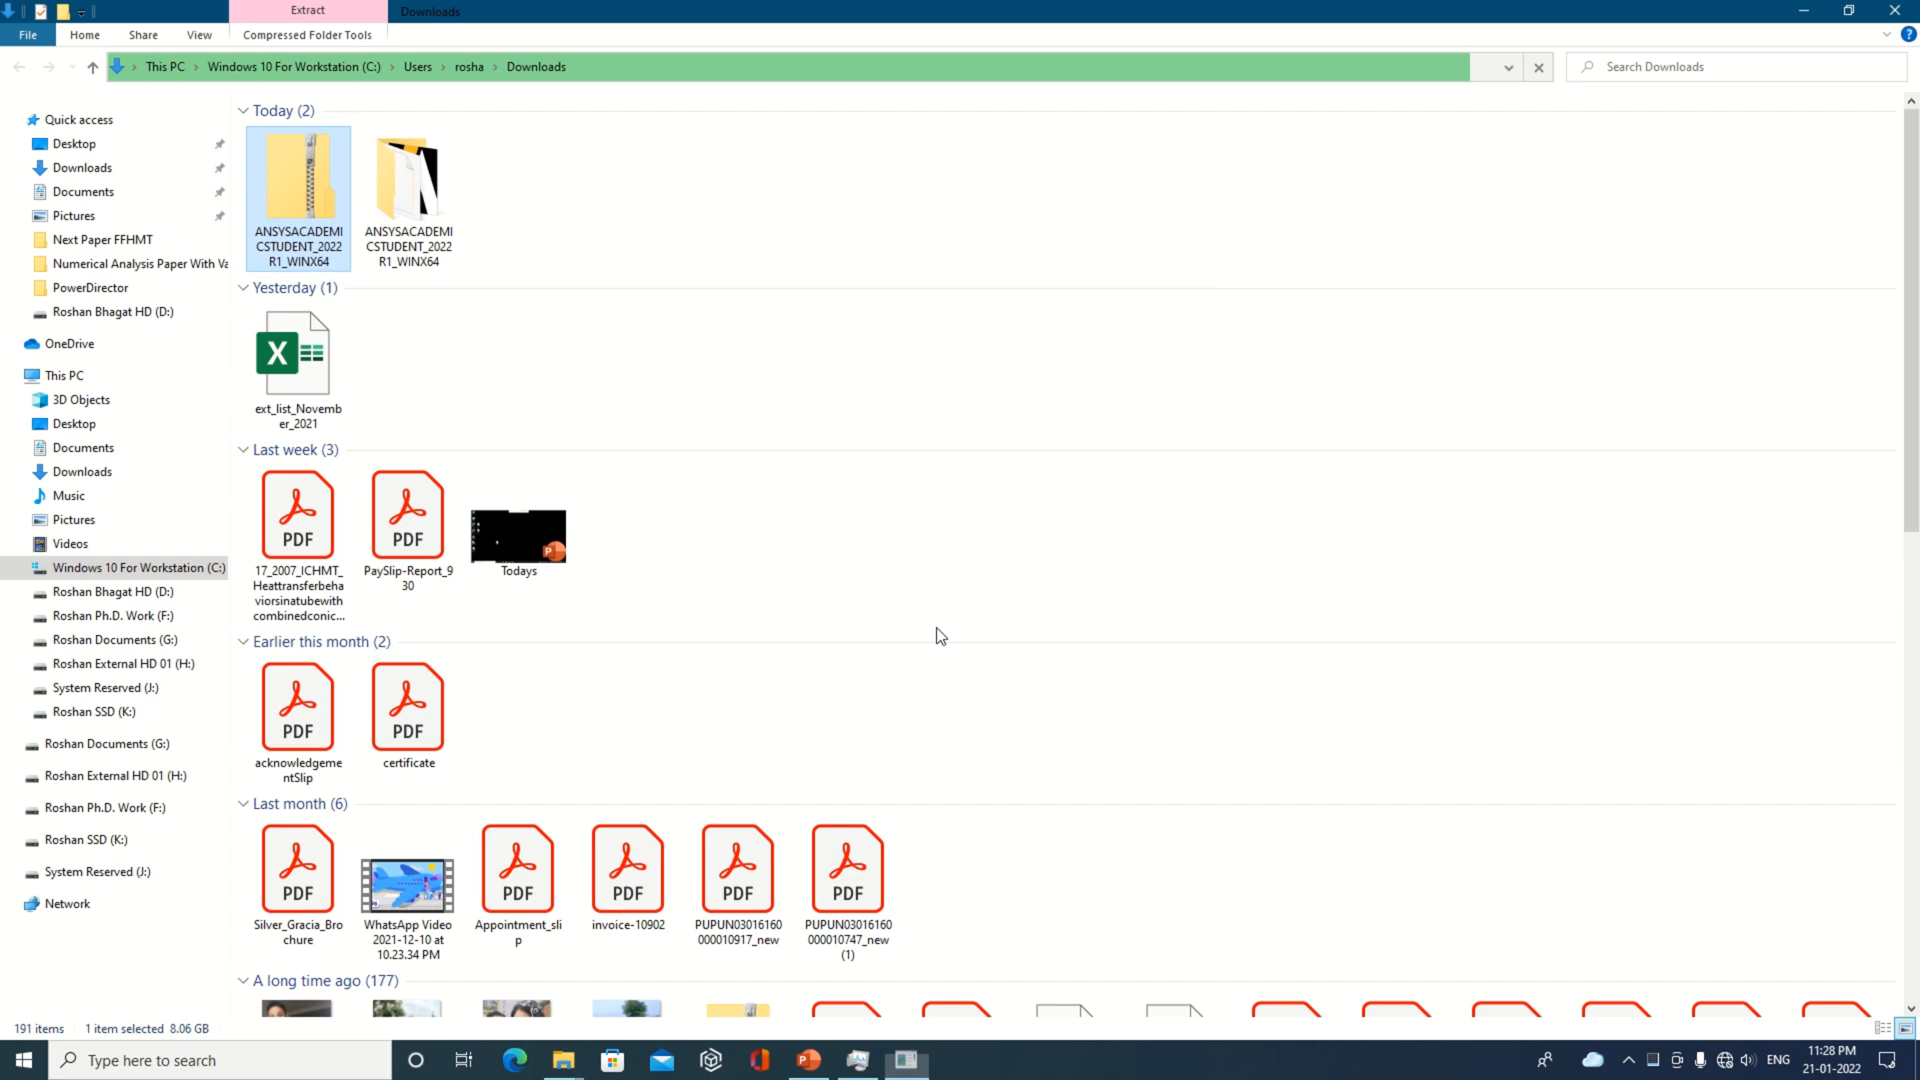 Extract
Downloads
File
Home
Share
View
Compressed Folder Tools
This PC
Windows 10 For Workstation (C:)
Users
rosha
Downloads
Search Downloads
Quick access
Desktop
Downloads
Documents
Pictures
Next Paper FFHMT
Numerical Analysis Paper With Va
PowerDirector
Roshan Bhagat HD (D:)
OneDrive
This PC
3D Objects
Desktop
Documents
Downloads
Music
Pictures
Videos
Windows 10 For Workstation (C:)
Roshan Bhagat HD (D:)
Roshan Ph.D. Work (F:)
Roshan Documents (G:)
Roshan External HD 01 (H:)
System Reserved (J:)
Roshan SSD (K:)
Roshan Documents (G:)
Roshan External HD 01 (H:)
Roshan Ph.D. Work (F:)
Roshan SSD (K:)
System Reserved (J:)
Network
Today (2)
ANSYSACADEMI
CSTUDENT_2022
R1_WINX64
ANSYSACADEMI
CSTUDENT_2022
R1_WINX64
Yesterday (1)
X
ext_list_Novemb
er_2021
Last week (3)
PDF
17_2007_ICHMT_
Heattransferbeha
viorsinatubewith
combinedconic...
PDF
PaySlip-Report_9
30
P
Todays
Earlier this month (2)
PDF
acknowledgeme
ntSlip
PDF
certificate
Last month (6)
PDF
Silver_Gracia_Bro
chure
WhatsApp Video
2021-12-10 at
10.23.34 PM
PDF
Appointment_sli
p
PDF
invoice-10902
PDF
PUPUN03016160
000010917_new
PDF
PUPUN03016160
000010747_new
(1)
A long time ago (177)
191 items
1 item selected 8.06 GB
Type here to search
P
ENG
11:28 PM
21-01-2022